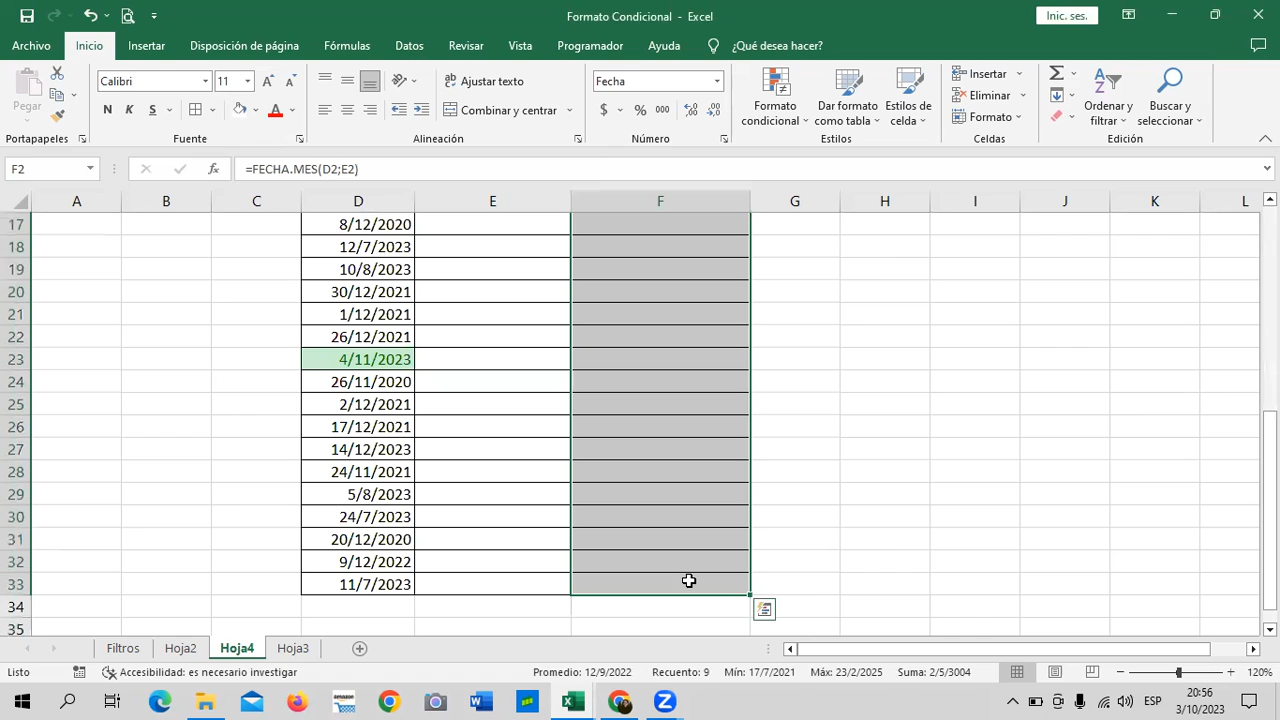 Formato Condicional - Excel
Inic. ses.
Archivo Inicio Insertar Disposición de página Fórmulas Datos Revisar Vista Programador Ayuda ¿Qué desea hacer?
Pegar
Calibri 11
Ajustar texto
Combinar y centrar
Fecha
$ % 000
Formato condicional
Dar formato como tabla
Estilos de celda
Insertar
Eliminar
Formato
Ordenar y filtrar
Buscar y seleccionar
N K S
Portapapeles Fuente Alineación Número Estilos Celdas Edición
F2 fx =FECHA.MES(D2;E2)
A B C D E F G H I J K L
17 8/12/2020
18 12/7/2023
19 10/8/2023
20 30/12/2021
21 1/12/2021
22 26/12/2021
23 4/11/2023
24 26/11/2020
25 2/12/2021
26 17/12/2021
27 14/12/2023
28 24/11/2021
29 5/8/2023
30 24/7/2023
31 20/12/2020
32 9/12/2022
33 11/7/2023
34
35
Filtros Hoja2 Hoja4 Hoja3
Listo Accesibilidad: es necesario investigar Promedio: 12/9/2022 Recuento: 9 Mín: 17/7/2021 Máx: 23/2/2025 Suma: 2/5/3004 120%
ESP
20:56
3/10/2023